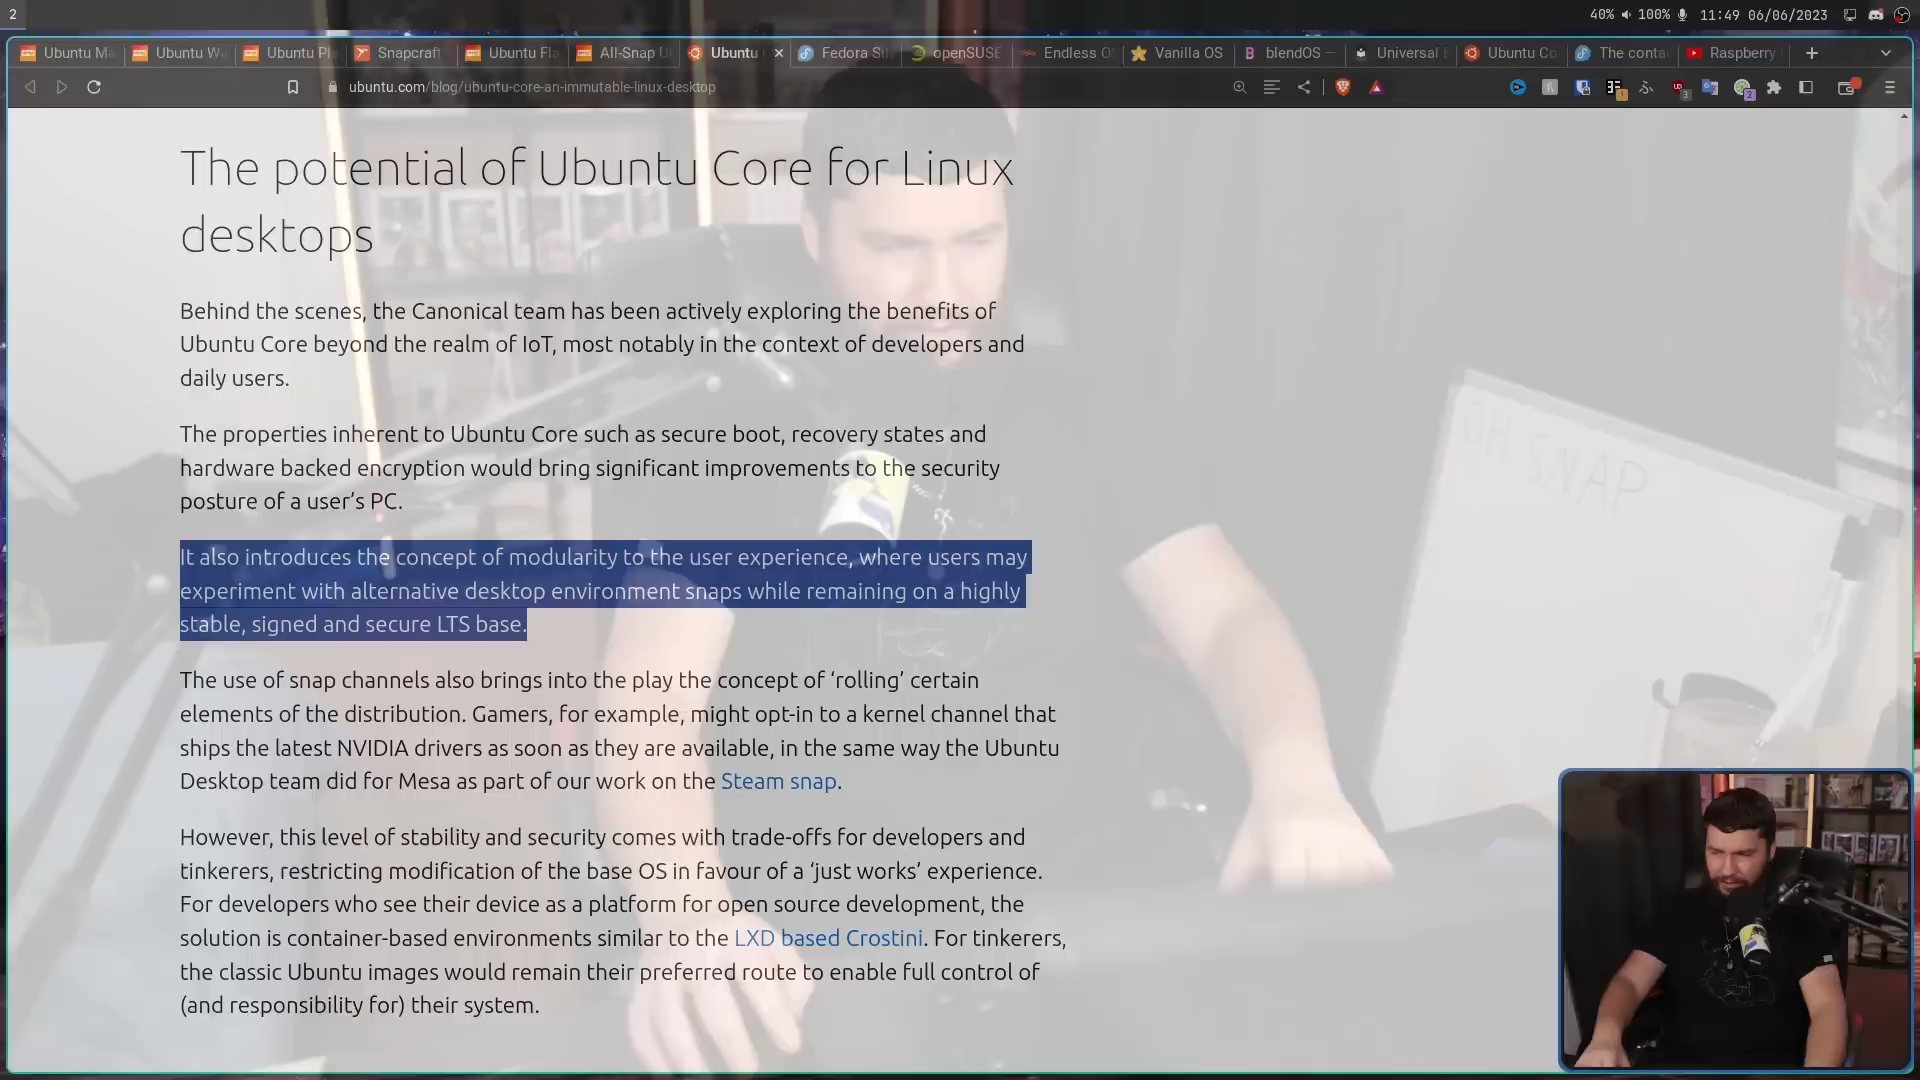 2
40% 100% 11:49 06/06/2023
Ubuntu Ma
Ubuntu Wi
Ubuntu Pl
Snapcraft
Ubuntu Fla
All-Snap U
Ubuntu
Fedora Sil
openSUSE
Endless O
Vanilla OS
blendOS —
Universal B
Ubuntu Co
The conta
Raspberry
ubuntu.com/blog/ubuntu-core-an-immutable-linux-desktop
The potential of Ubuntu Core for Linux
desktops
Behind the scenes, the Canonical team has been actively exploring the benefits of
Ubuntu Core beyond the realm of IoT, most notably in the context of developers and
daily users.
The properties inherent to Ubuntu Core such as secure boot, recovery states and
hardware backed encryption would bring significant improvements to the security
posture of a user’s PC.
OH SNAP
It also introduces the concept of modularity to the user experience, where users may
experiment with alternative desktop environment snaps while remaining on a highly
stable, signed and secure LTS base.
The use of snap channels also brings into the play the concept of ‘rolling’ certain
elements of the distribution. Gamers, for example, might opt-in to a kernel channel that
ships the latest NVIDIA drivers as soon as they are available, in the same way the Ubuntu
Desktop team did for Mesa as part of our work on the Steam snap.
However, this level of stability and security comes with trade-offs for developers and
tinkerers, restricting modification of the base OS in favour of a ‘just works’ experience.
For developers who see their device as a platform for open source development, the
solution is container-based environments similar to the LXD based Crostini. For tinkerers,
the classic Ubuntu images would remain their preferred route to enable full control of
(and responsibility for) their system.